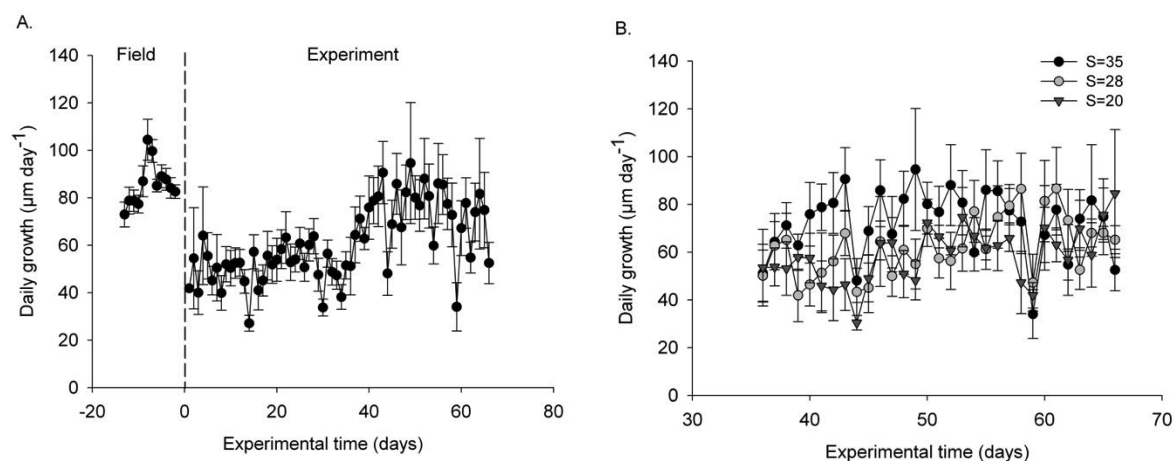 A.
Field Experiment
140
120
100
80
60
40
20
0
Daily growth (µm day-1)
-20 0 20 40 60 80
Experimental time (days)
B.
S=35
S=28
S=20
140
120
100
80
60
40
20
0
Daily growth (µm day-1)
30 40 50 60 70
Experimental time (days)